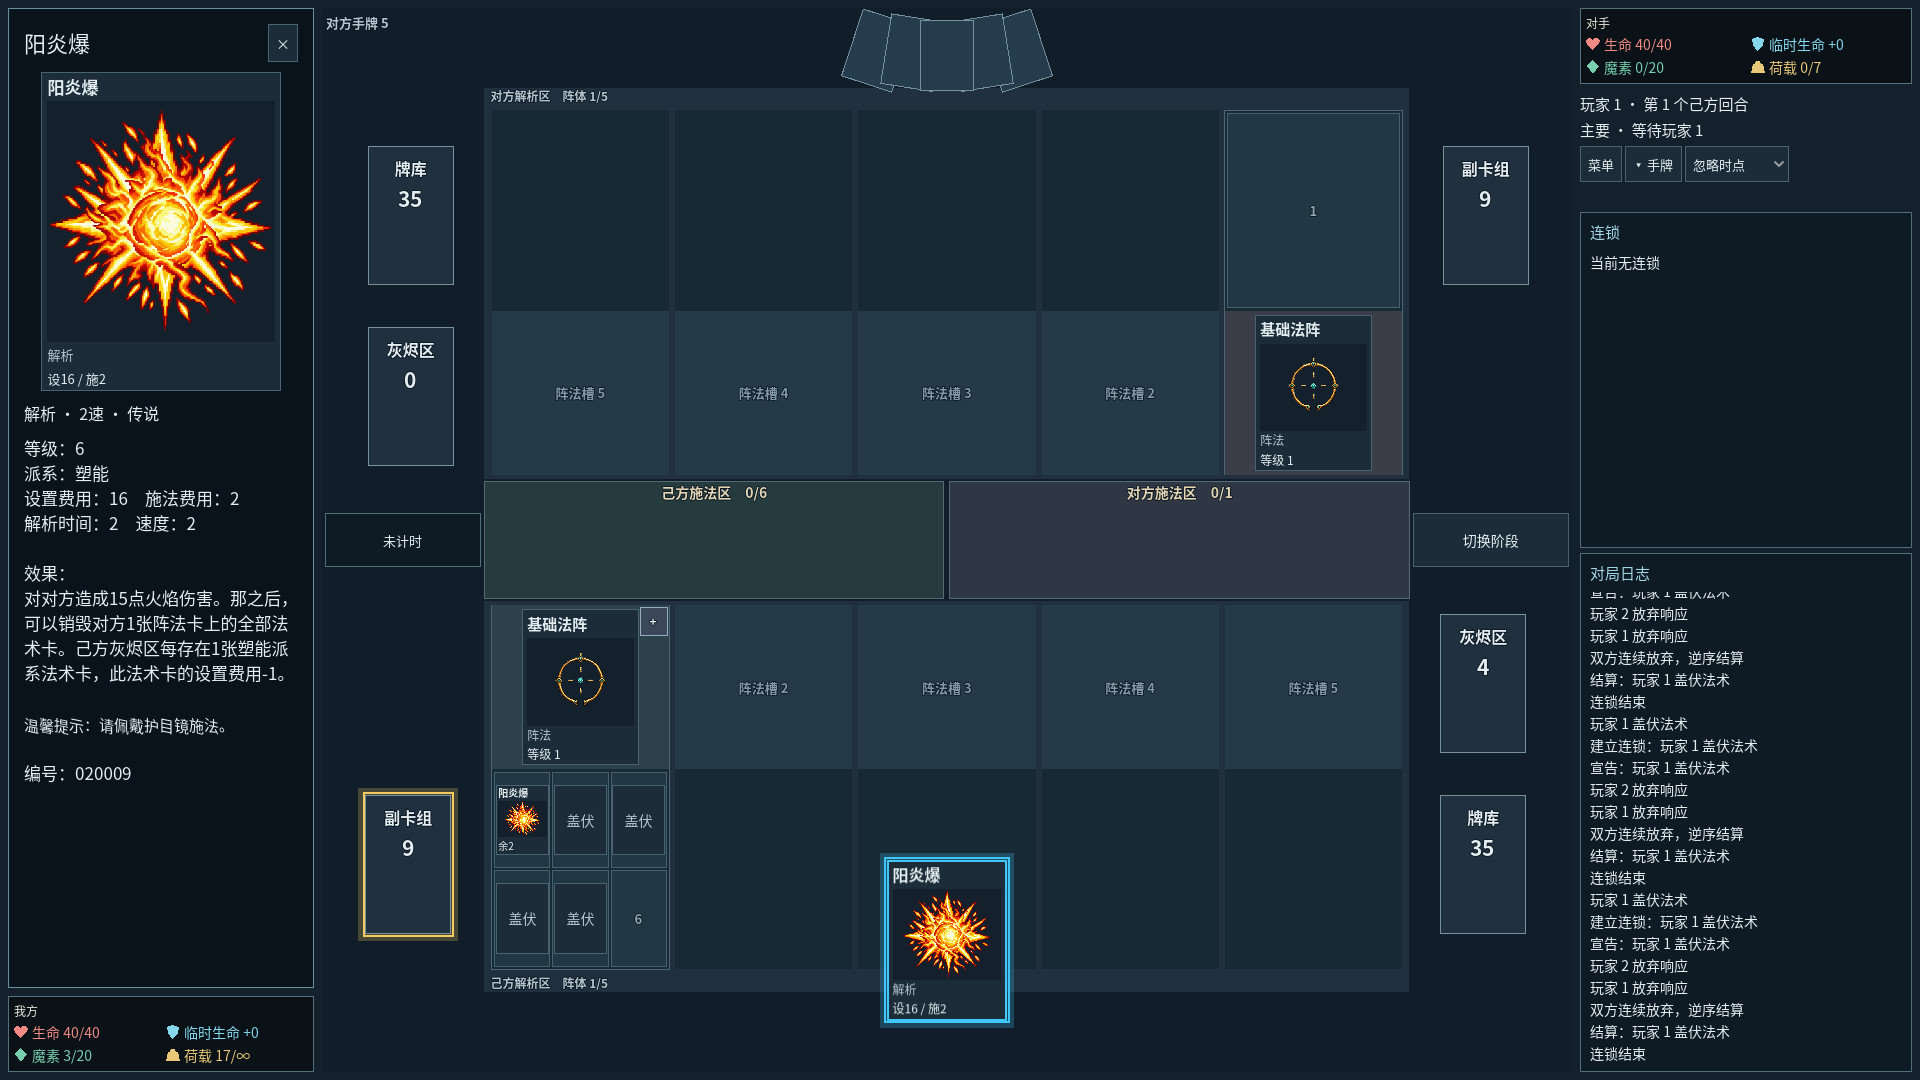 阳炎爆
×
阳炎爆
解析
设16 / 施2
解析 · 2速 · 传说
等级：6
派系：塑能
设置费用：16 施法费用：2
解析时间：2 速度：2
效果：
对对方造成15点火焰伤害。那之后，
可以销毁对方1张阵法卡上的全部法
术卡。己方灰烬区每存在1张塑能派
系法术卡，此法术卡的设置费用-1。
温馨提示：请佩戴护目镜施法。
编号：020009
我方
生命 40/40
临时生命 +0
魔素 3/20
荷载 17/∞
对方手牌 5
对方解析区 阵体 1/5
牌库
35
灰烬区
0
1
阵法槽 5
阵法槽 4
阵法槽 3
阵法槽 2
基础法阵
阵法
等级 1
副卡组
9
己方施法区 0/6
对方施法区 0/1
未计时
切换阶段
基础法阵
+
阵法
等级 1
阵法槽 2
阵法槽 3
阵法槽 4
阵法槽 5
阳炎爆
余2
盖伏
盖伏
盖伏
盖伏
6
己方解析区 阵体 1/5
副卡组
9
灰烬区
4
牌库
35
阳炎爆
解析
设16 / 施2
对手
生命 40/40
临时生命 +0
魔素 0/20
荷载 0/7
玩家 1 · 第 1 个己方回合
主要 · 等待玩家 1
菜单
▾ 手牌
忽略时点
连锁
当前无连锁
对局日志
宣告：玩家 1 盖伏法术
玩家 2 放弃响应
玩家 1 放弃响应
双方连续放弃，逆序结算
结算：玩家 1 盖伏法术
连锁结束
玩家 1 盖伏法术
建立连锁：玩家 1 盖伏法术
宣告：玩家 1 盖伏法术
玩家 2 放弃响应
玩家 1 放弃响应
双方连续放弃，逆序结算
结算：玩家 1 盖伏法术
连锁结束
玩家 1 盖伏法术
建立连锁：玩家 1 盖伏法术
宣告：玩家 1 盖伏法术
玩家 2 放弃响应
玩家 1 放弃响应
双方连续放弃，逆序结算
结算：玩家 1 盖伏法术
连锁结束